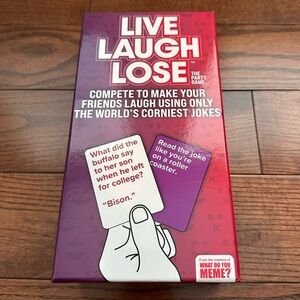 LIVE
LAUGH
LOSE™
THE
PARTY
GAME
COMPETE TO MAKE YOUR
FRIENDS LAUGH USING ONLY
THE WORLD'S CORNIEST JOKES
What did the
buffalo say
to her son
when he left
for college?
"Bison."
Read the joke
like you're
on a roller
coaster.
From the creators of
WHAT DO YOU
MEME?